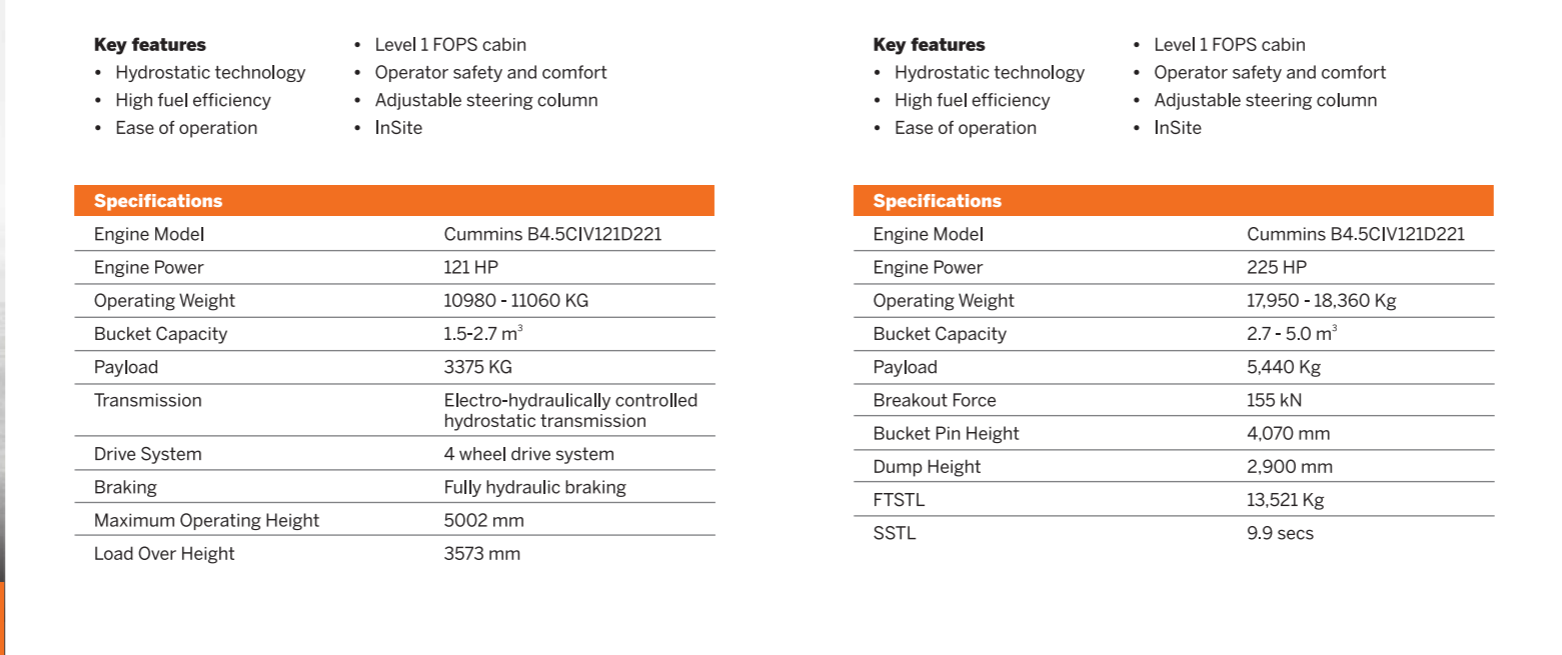 Key features
• Hydrostatic technology
• High fuel efficiency
• Ease of operation
• Level 1 FOPS cabin
• Operator safety and comfort
• Adjustable steering column
• InSite
Specifications
Engine Model Cummins B4.5CIV121D221
Engine Power 121 HP
Operating Weight 10980 - 11060 KG
Bucket Capacity 1.5-2.7 m³
Payload 3375 KG
Transmission Electro-hydraulically controlled
hydrostatic transmission
Drive System 4 wheel drive system
Braking Fully hydraulic braking
Maximum Operating Height 5002 mm
Load Over Height 3573 mm
Key features
• Hydrostatic technology
• High fuel efficiency
• Ease of operation
• Level 1 FOPS cabin
• Operator safety and comfort
• Adjustable steering column
• InSite
Specifications
Engine Model Cummins B4.5CIV121D221
Engine Power 225 HP
Operating Weight 17,950 - 18,360 Kg
Bucket Capacity 2.7 - 5.0 m³
Payload 5,440 Kg
Breakout Force 155 kN
Bucket Pin Height 4,070 mm
Dump Height 2,900 mm
FTSTL 13,521 Kg
SSTL 9.9 secs